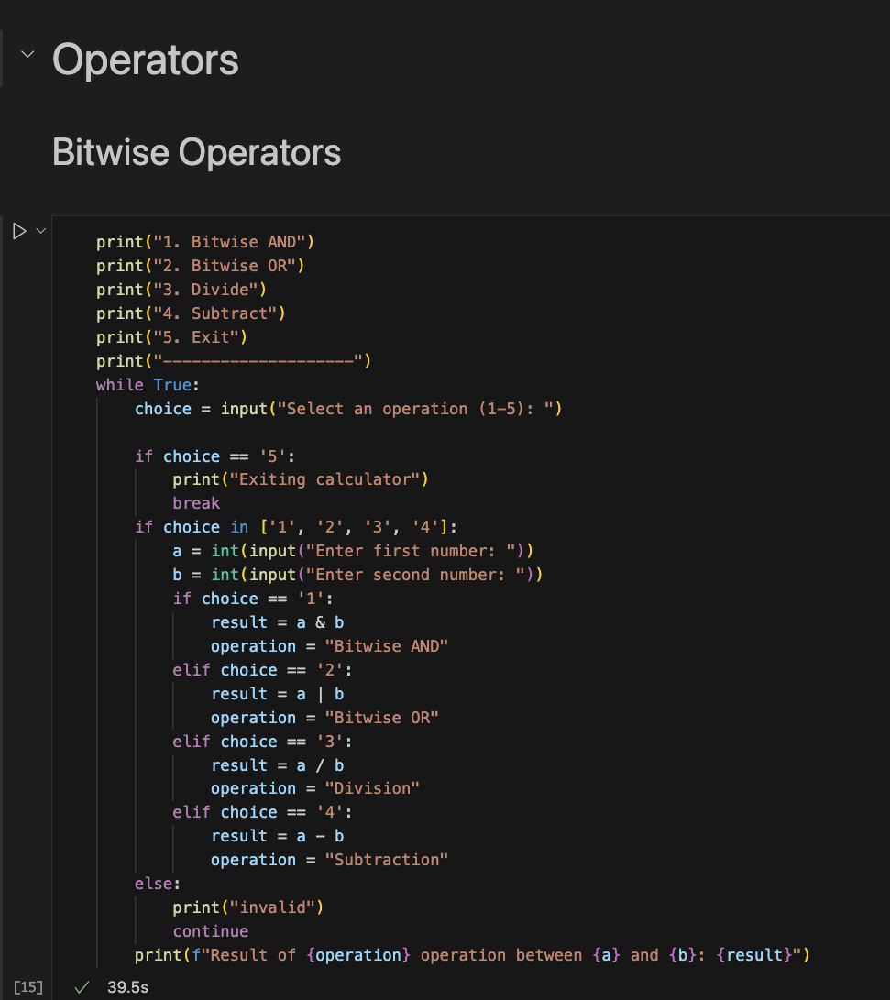 Operators
Bitwise Operators
print("1. Bitwise AND")
print("2. Bitwise OR")
print("3. Divide")
print("4. Subtract")
print("5. Exit")
print("--------------------")
while True:
    choice = input("Select an operation (1-5): ")

    if choice == '5':
        print("Exiting calculator")
        break
    if choice in ['1', '2', '3', '4']:
        a = int(input("Enter first number: "))
        b = int(input("Enter second number: "))
        if choice == '1':
            result = a & b
            operation = "Bitwise AND"
        elif choice == '2':
            result = a | b
            operation = "Bitwise OR"
        elif choice == '3':
            result = a / b
            operation = "Division"
        elif choice == '4':
            result = a - b
            operation = "Subtraction"
    else:
        print("invalid")
        continue
    print(f"Result of {operation} operation between {a} and {b}: {result}")
[15] ✓ 39.5s